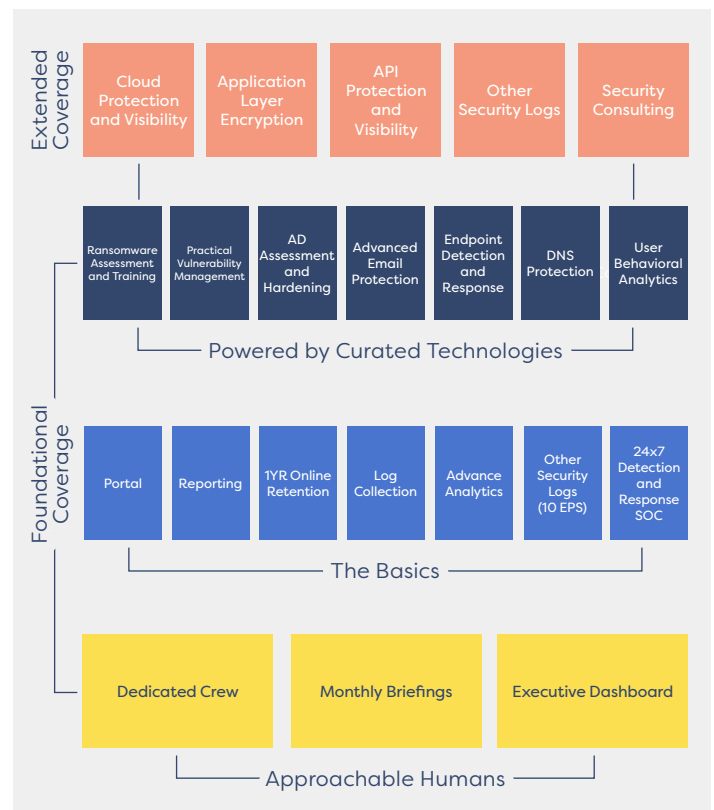 Extended
Coverage
Cloud
Protection
and Visibility
Application
Layer
Encryption
API
Protection
and
Visibility
Other
Security Logs
Security
Consulting
Ransomware
Assessment
and Training
Practical
Vulnerability
Management
AD
Assessment
and
Hardening
Advanced
Email
Protection
Endpoint
Detection
and
Response
DNS
Protection
User
Behavioral
Analytics
Powered by Curated Technologies
Foundational
Coverage
Portal
Reporting
1YR Online
Retention
Log
Collection
Advance
Analytics
Other
Security
Logs
(10 EPS)
24x7
Detection
and
Response
SOC
The Basics
Dedicated Crew
Monthly Briefings
Executive Dashboard
Approachable Humans